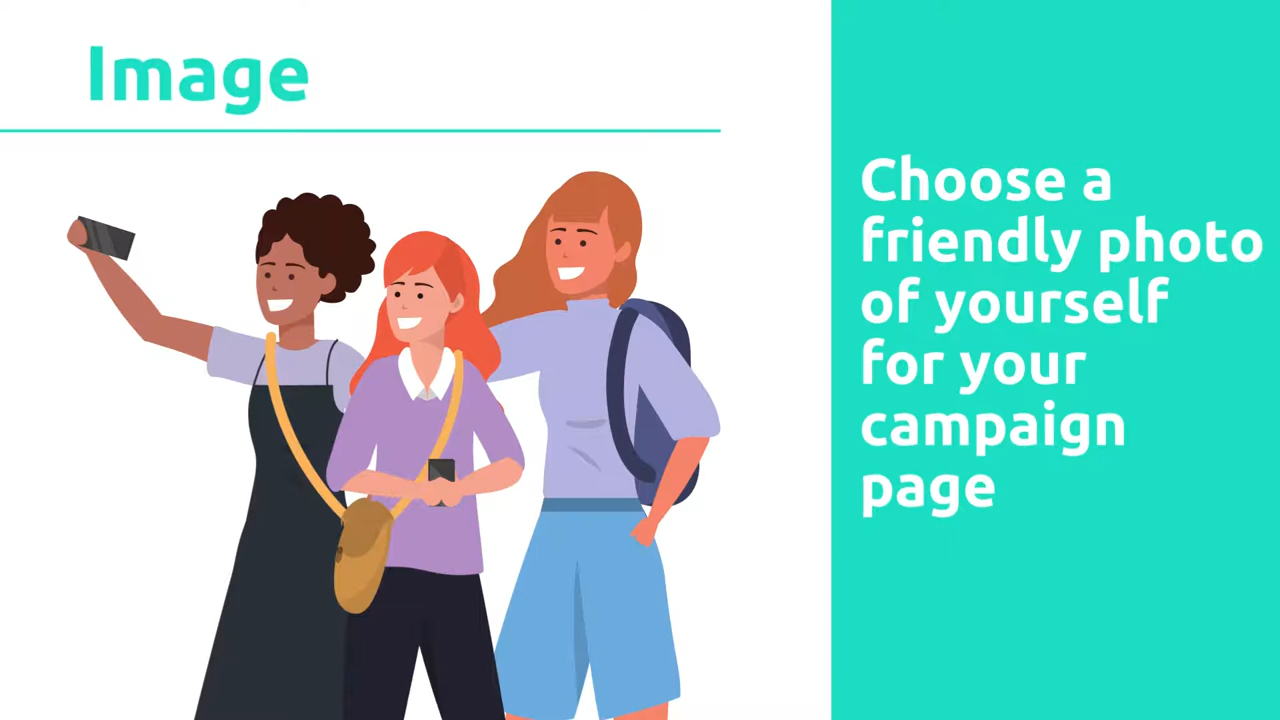 Image
Choose a
friendly photo
of yourself
for your
campaign
page